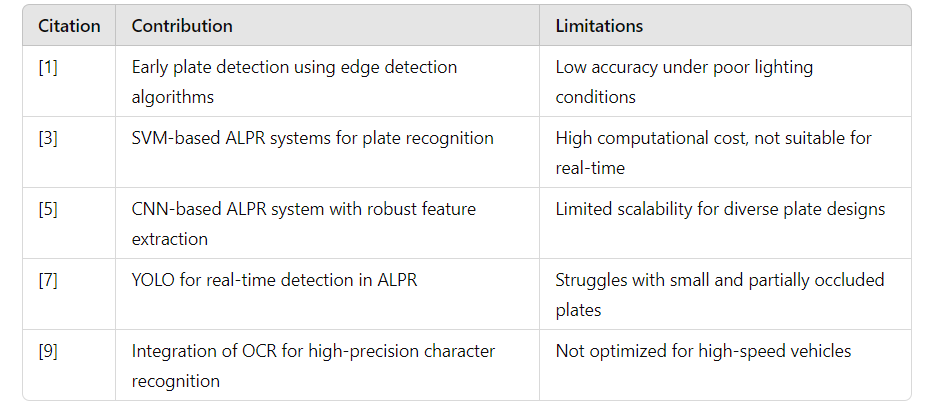 Citation Contribution Limitations
[1] Early plate detection using edge detection Low accuracy under poor lighting
algorithms conditions
[3] SVM-based ALPR systems for plate recognition High computational cost, not suitable for
real-time
[5] CNN-based ALPR system with robust feature Limited scalability for diverse plate designs
extraction
[7] YOLO for real-time detection in ALPR Struggles with small and partially occluded
plates
[9] Integration of OCR for high-precision character Not optimized for high-speed vehicles
recognition